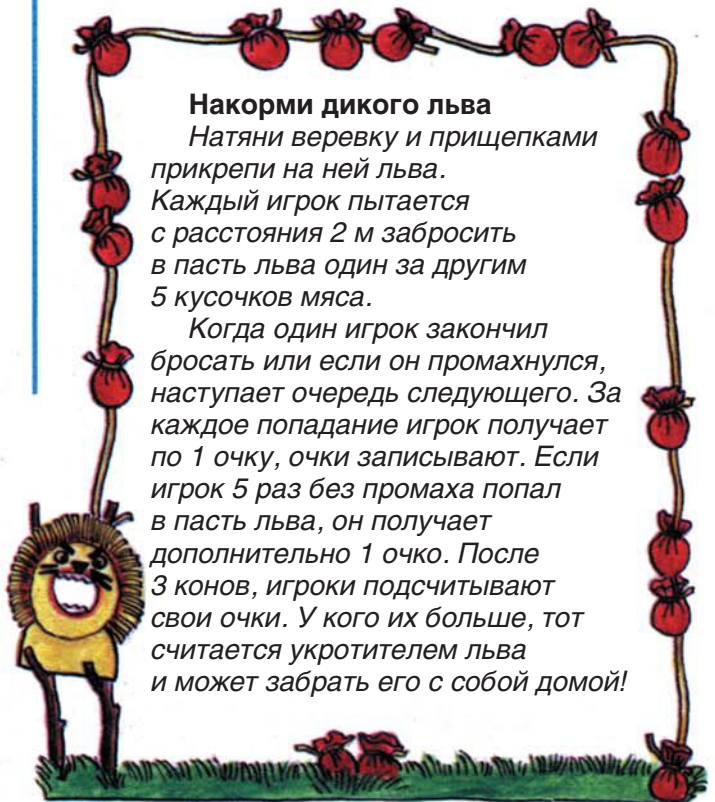 Накорми дикого льва
Натяни веревку и прищепками
прикрепи на ней льва.
Каждый игрок пытается
с расстояния 2 м забросить
в пасть льва один за другим
5 кусочков мяса.
Когда один игрок закончил
бросать или если он промахнулся,
наступает очередь следующего. За
каждое попадание игрок получает
по 1 очку, очки записывают. Если
игрок 5 раз без промаха попал
в пасть льва, он получает
дополнительно 1 очко. После
3 конов, игроки подсчитывают
свои очки. У кого их больше, тот
считается укротителем льва
и может забрать его с собой домой!